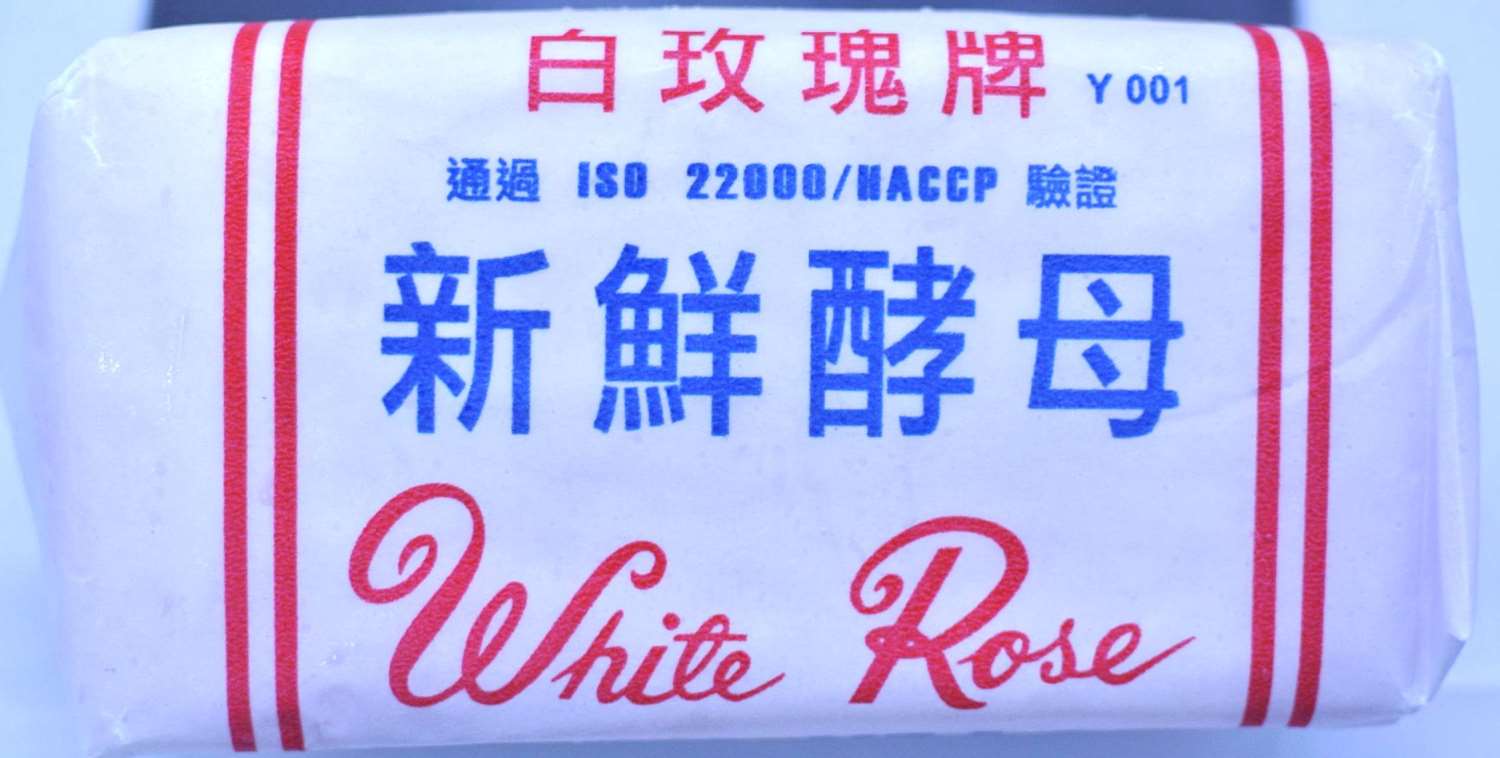 白玫瑰牌 Y 001
通過 ISO 22000/HACCP 驗證
新鮮酵母
White Rose